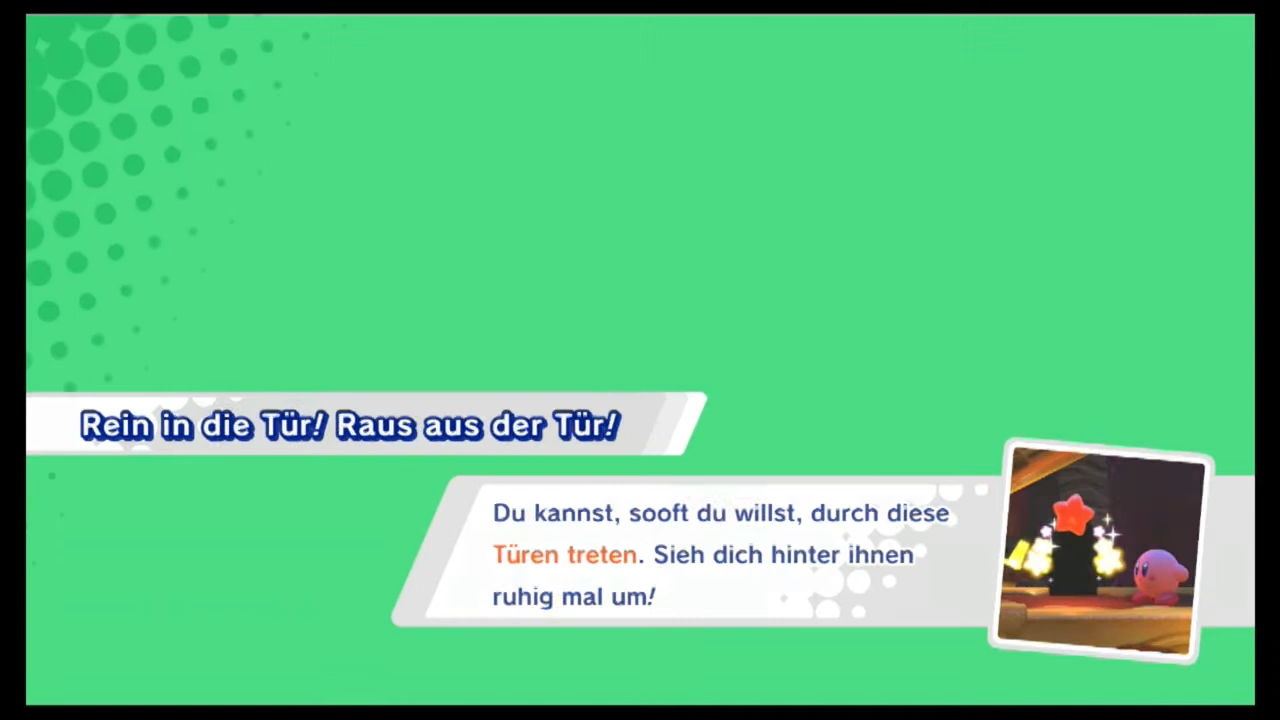 Rein in die Tür! Raus aus der Tür!
Du kannst, sooft du willst, durch diese
Türen treten. Sieh dich hinter ihnen
ruhig mal um!